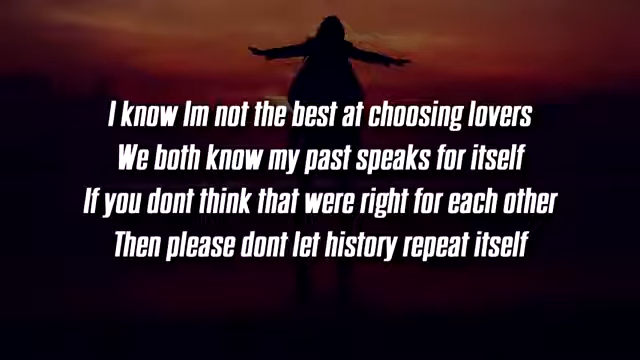 I know Im not the best at choosing lovers
We both know my past speaks for itself
If you dont think that were right for each other
Then please dont let history repeat itself